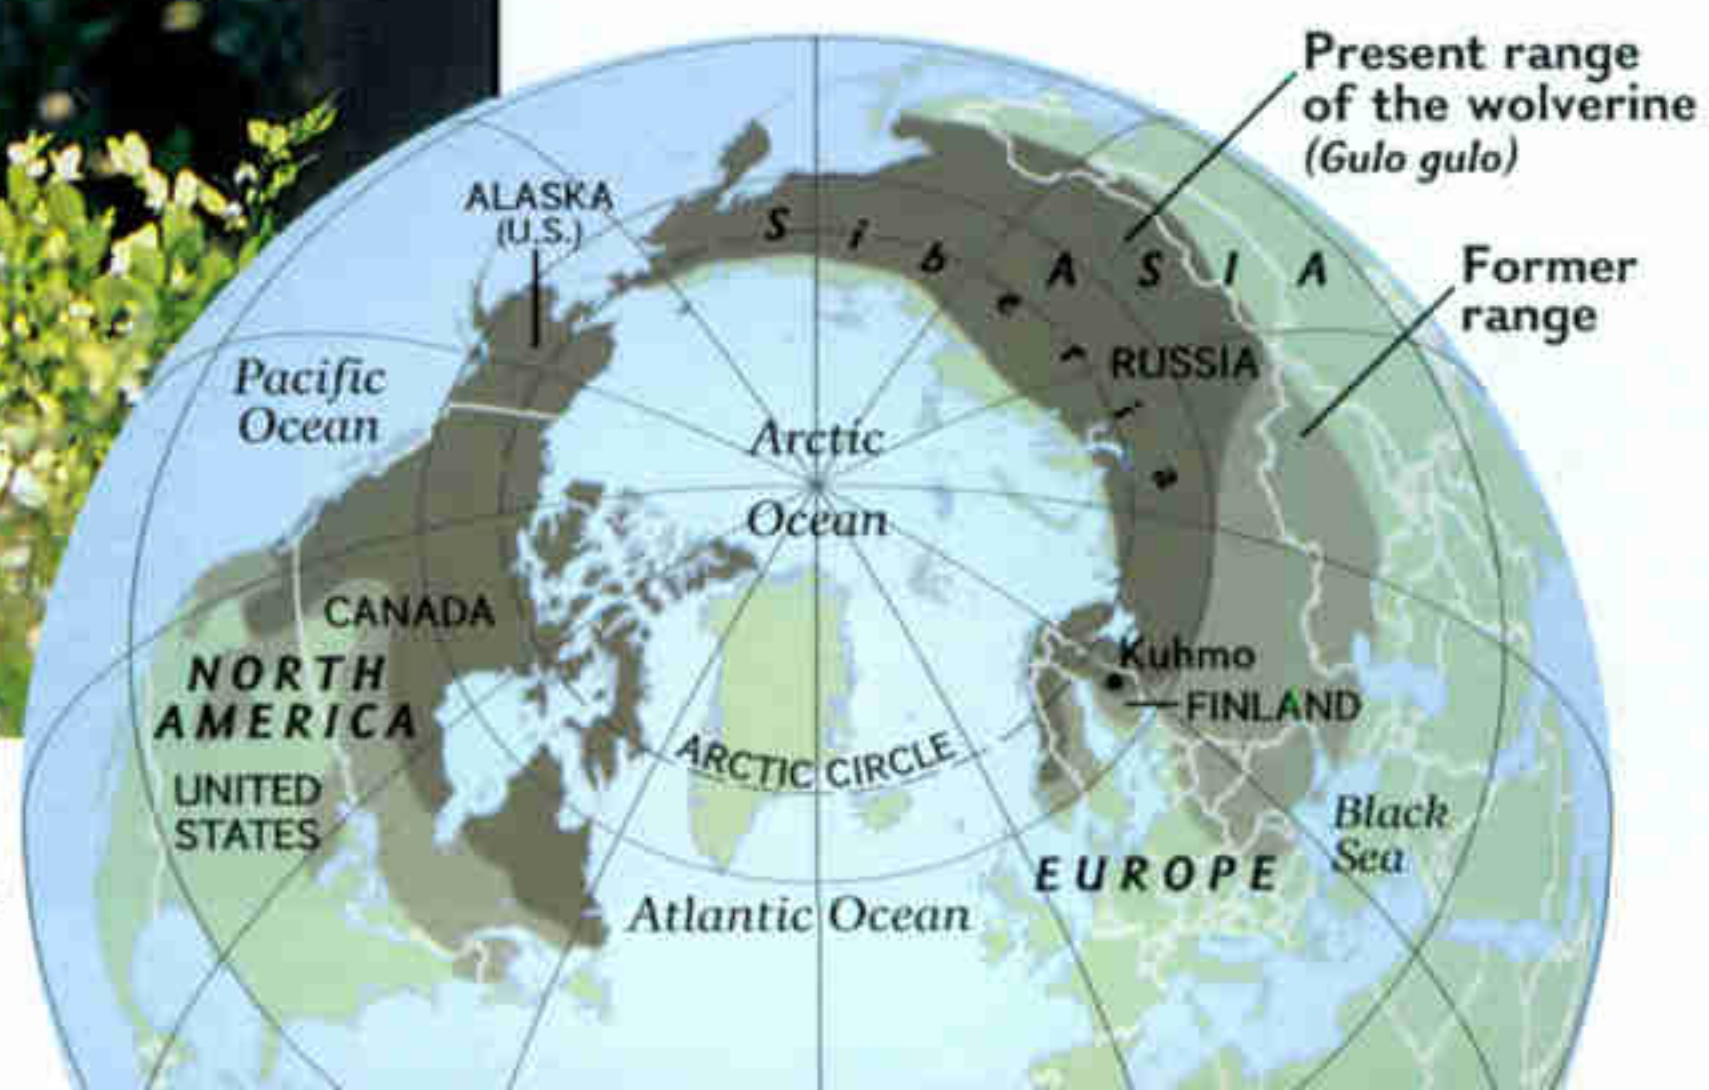 Present range
of the wolverine
(Gulo gulo)
ALASKA
(U.S.)
Siberia
ASIA
Former
range
RUSSIA
Pacific
Ocean
Arctic
Ocean
CANADA
NORTH
AMERICA
Kuhmo
FINLAND
ARCTIC CIRCLE
UNITED
STATES
Black
Sea
EUROPE
Atlantic Ocean